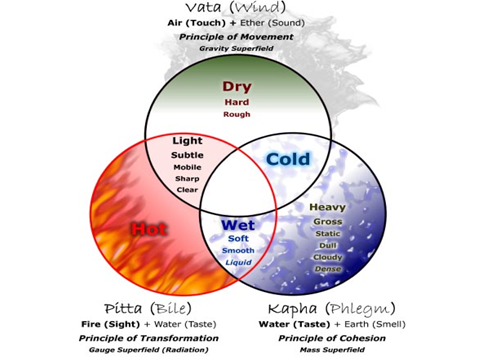 Vata (Wind)
Air (Touch) + Ether (Sound)
Principle of Movement
Gravity Superfield
Dry
Hard
Rough
Light
Subtle
Mobile
Sharp
Clear
Cold
Hot
Wet
Soft
Smooth
Liquid
Heavy
Gross
Static
Dull
Cloudy
Dense
Pitta (Bile)
Fire (Sight) + Water (Taste)
Principle of Transformation
Gauge Superfield (Radiation)
Kapha (Phlegm)
Water (Taste) + Earth (Smell)
Principle of Cohesion
Mass Superfield